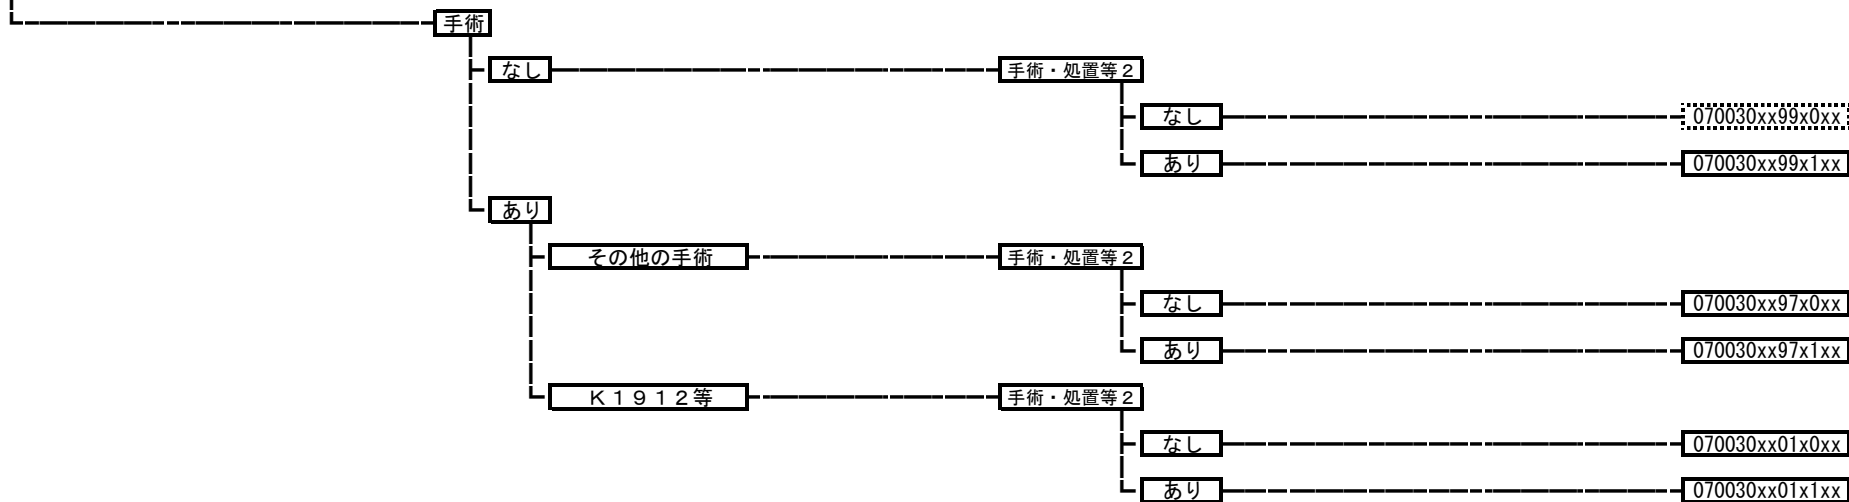 手術
なし 手術・処置等2
なし 070030xx99x0xx
あり 070030xx99x1xx
あり
その他の手術 手術・処置等2
なし 070030xx97x0xx
あり 070030xx97x1xx
K1912等 手術・処置等2
なし 070030xx01x0xx
あり 070030xx01x1xx